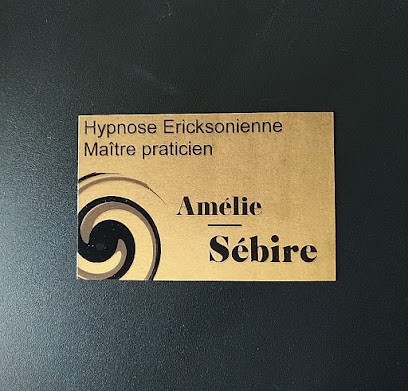 Hypnose Ericksonienne
Maître praticien
Amélie
Sébire